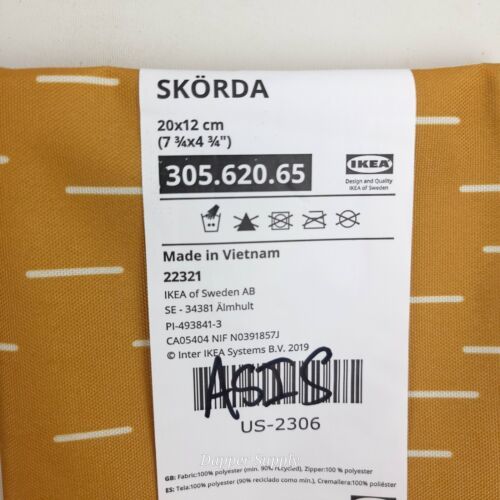 SKÖRDA
20x12 cm
(7 ¾x4 ¾")
305.620.65
IKEA
Design and Quality
IKEA of Sweden
Made in Vietnam
22321
IKEA of Sweden AB
SE - 34381 Älmhult
PI-493841-3
CA05404 NIF N0391857J
© Inter IKEA Systems B.V. 2019
ASIS
US-2306
Dapper Supply
GB: Fabric:100% polyester (min. 90% recycled), Zipper:100 % polyester
ES: Tela:100% polyester (90% reciclado como mín.), Cremallera:100% poliéster
IKEA